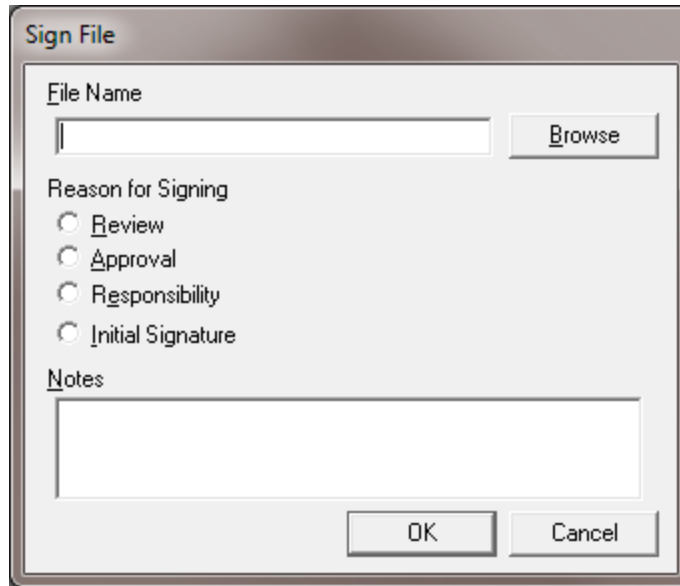 Sign File
File Name
Browse
Reason for Signing
Review
Approval
Responsibility
Initial Signature
Notes
OK Cancel